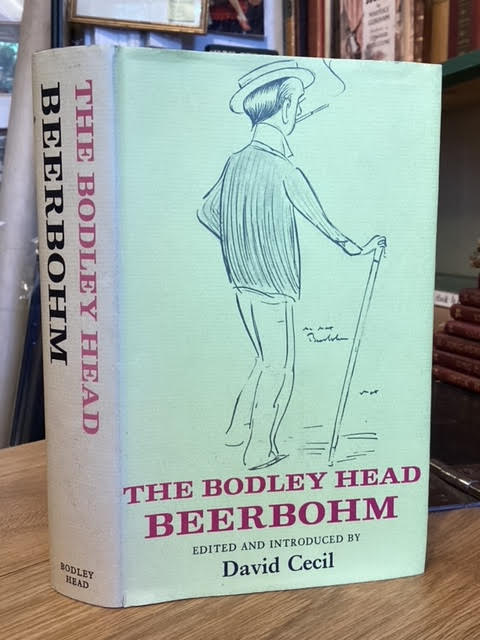 THE BODLEY HEAD
BEERBOHM
BODLEY
HEAD
THE BODLEY HEAD
BEERBOHM
EDITED AND INTRODUCED BY
David Cecil